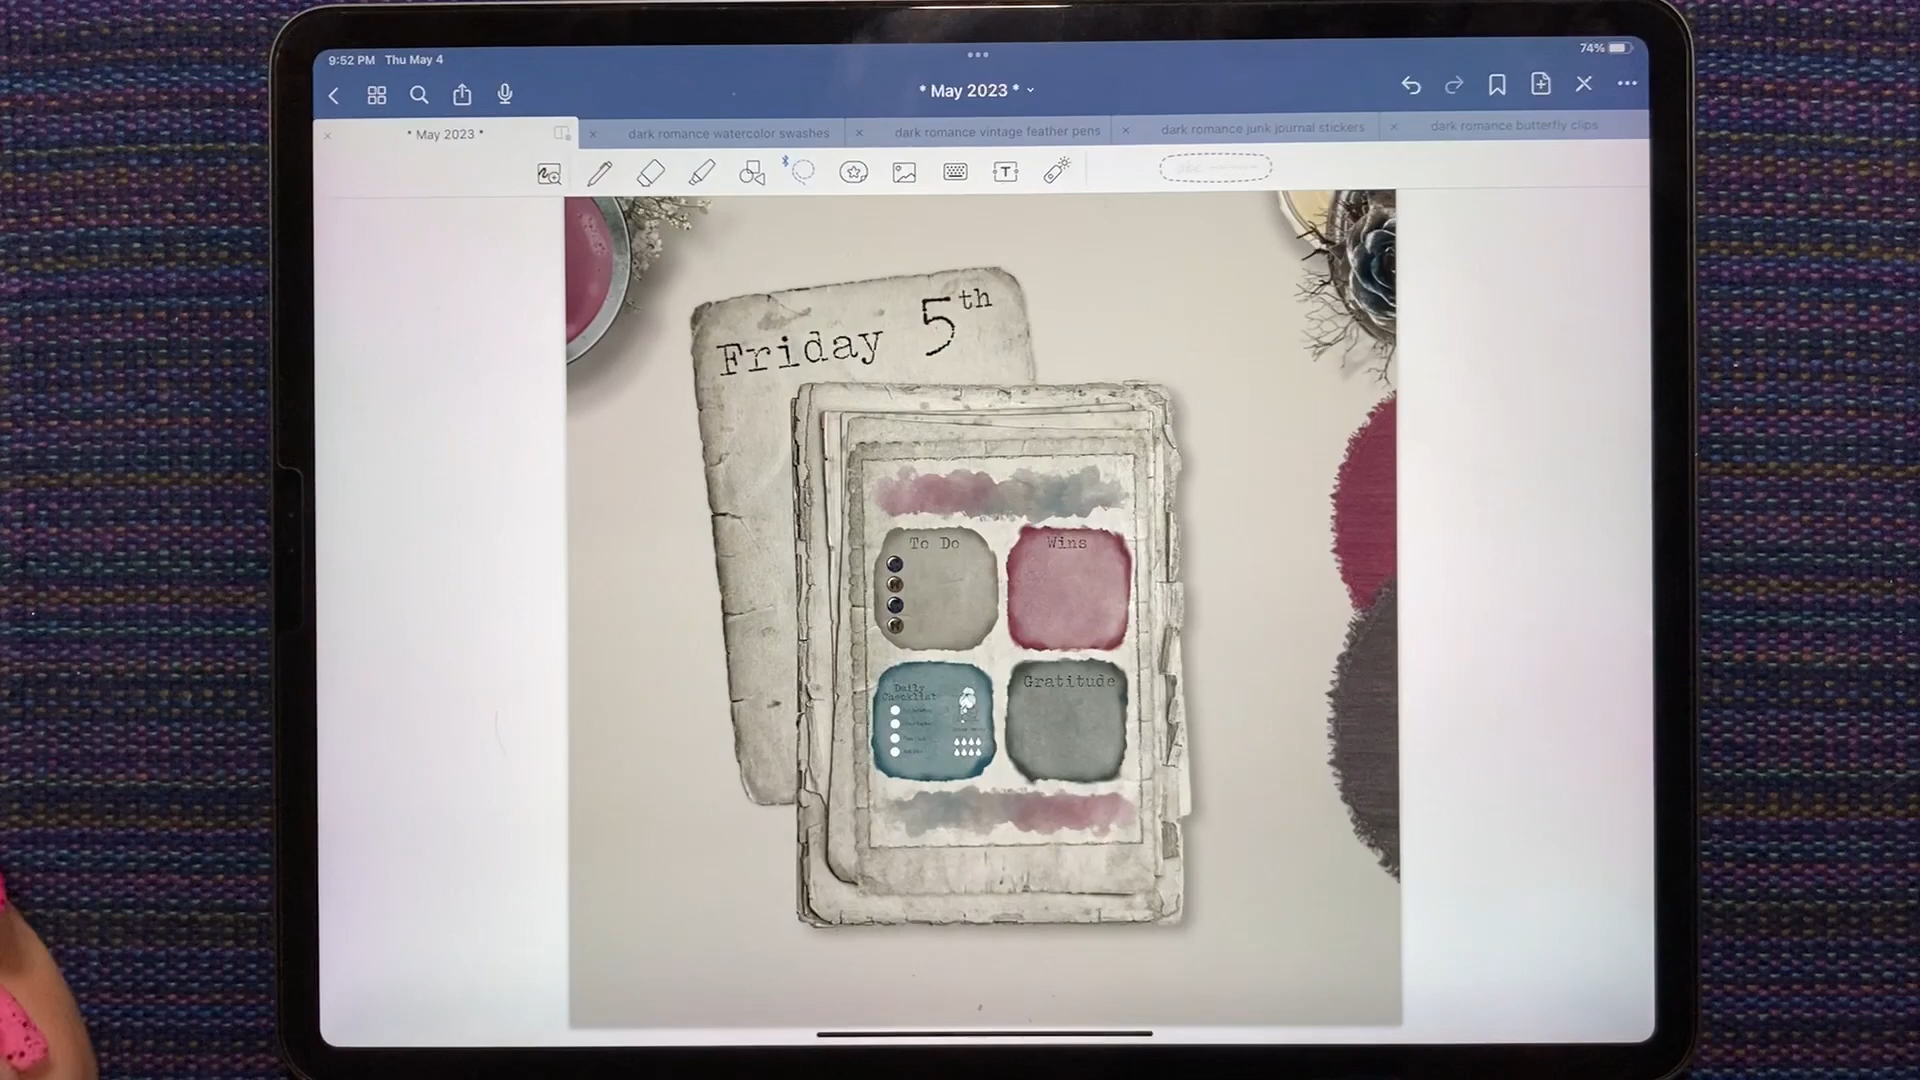 9:52 PM Thu May 4
74%
* May 2023 *
* May 2023 *
dark romance watercolor swashes
dark romance vintage feather pens
dark romance junk journal stickers
dark romance butterfly clips
T
Friday 5th
To Do
Wins
Daily
Checklist
Gratitude